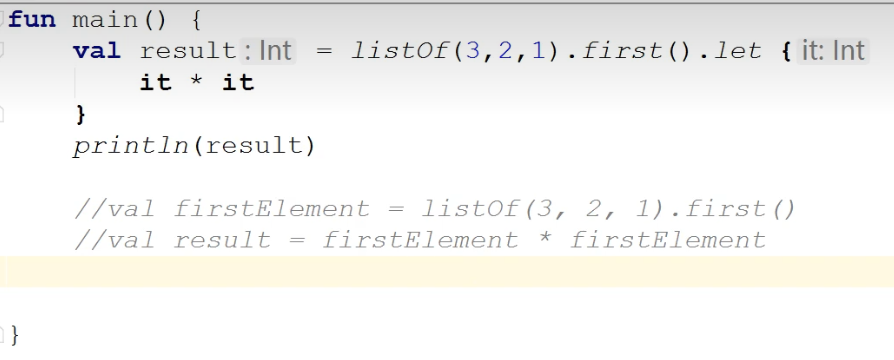 fun main() {
    val result: Int = listOf(3,2,1).first().let { it: Int
        it * it
    }
    println(result)
    //val firstElement = listOf(3, 2, 1).first()
    //val result = firstElement * firstElement
}